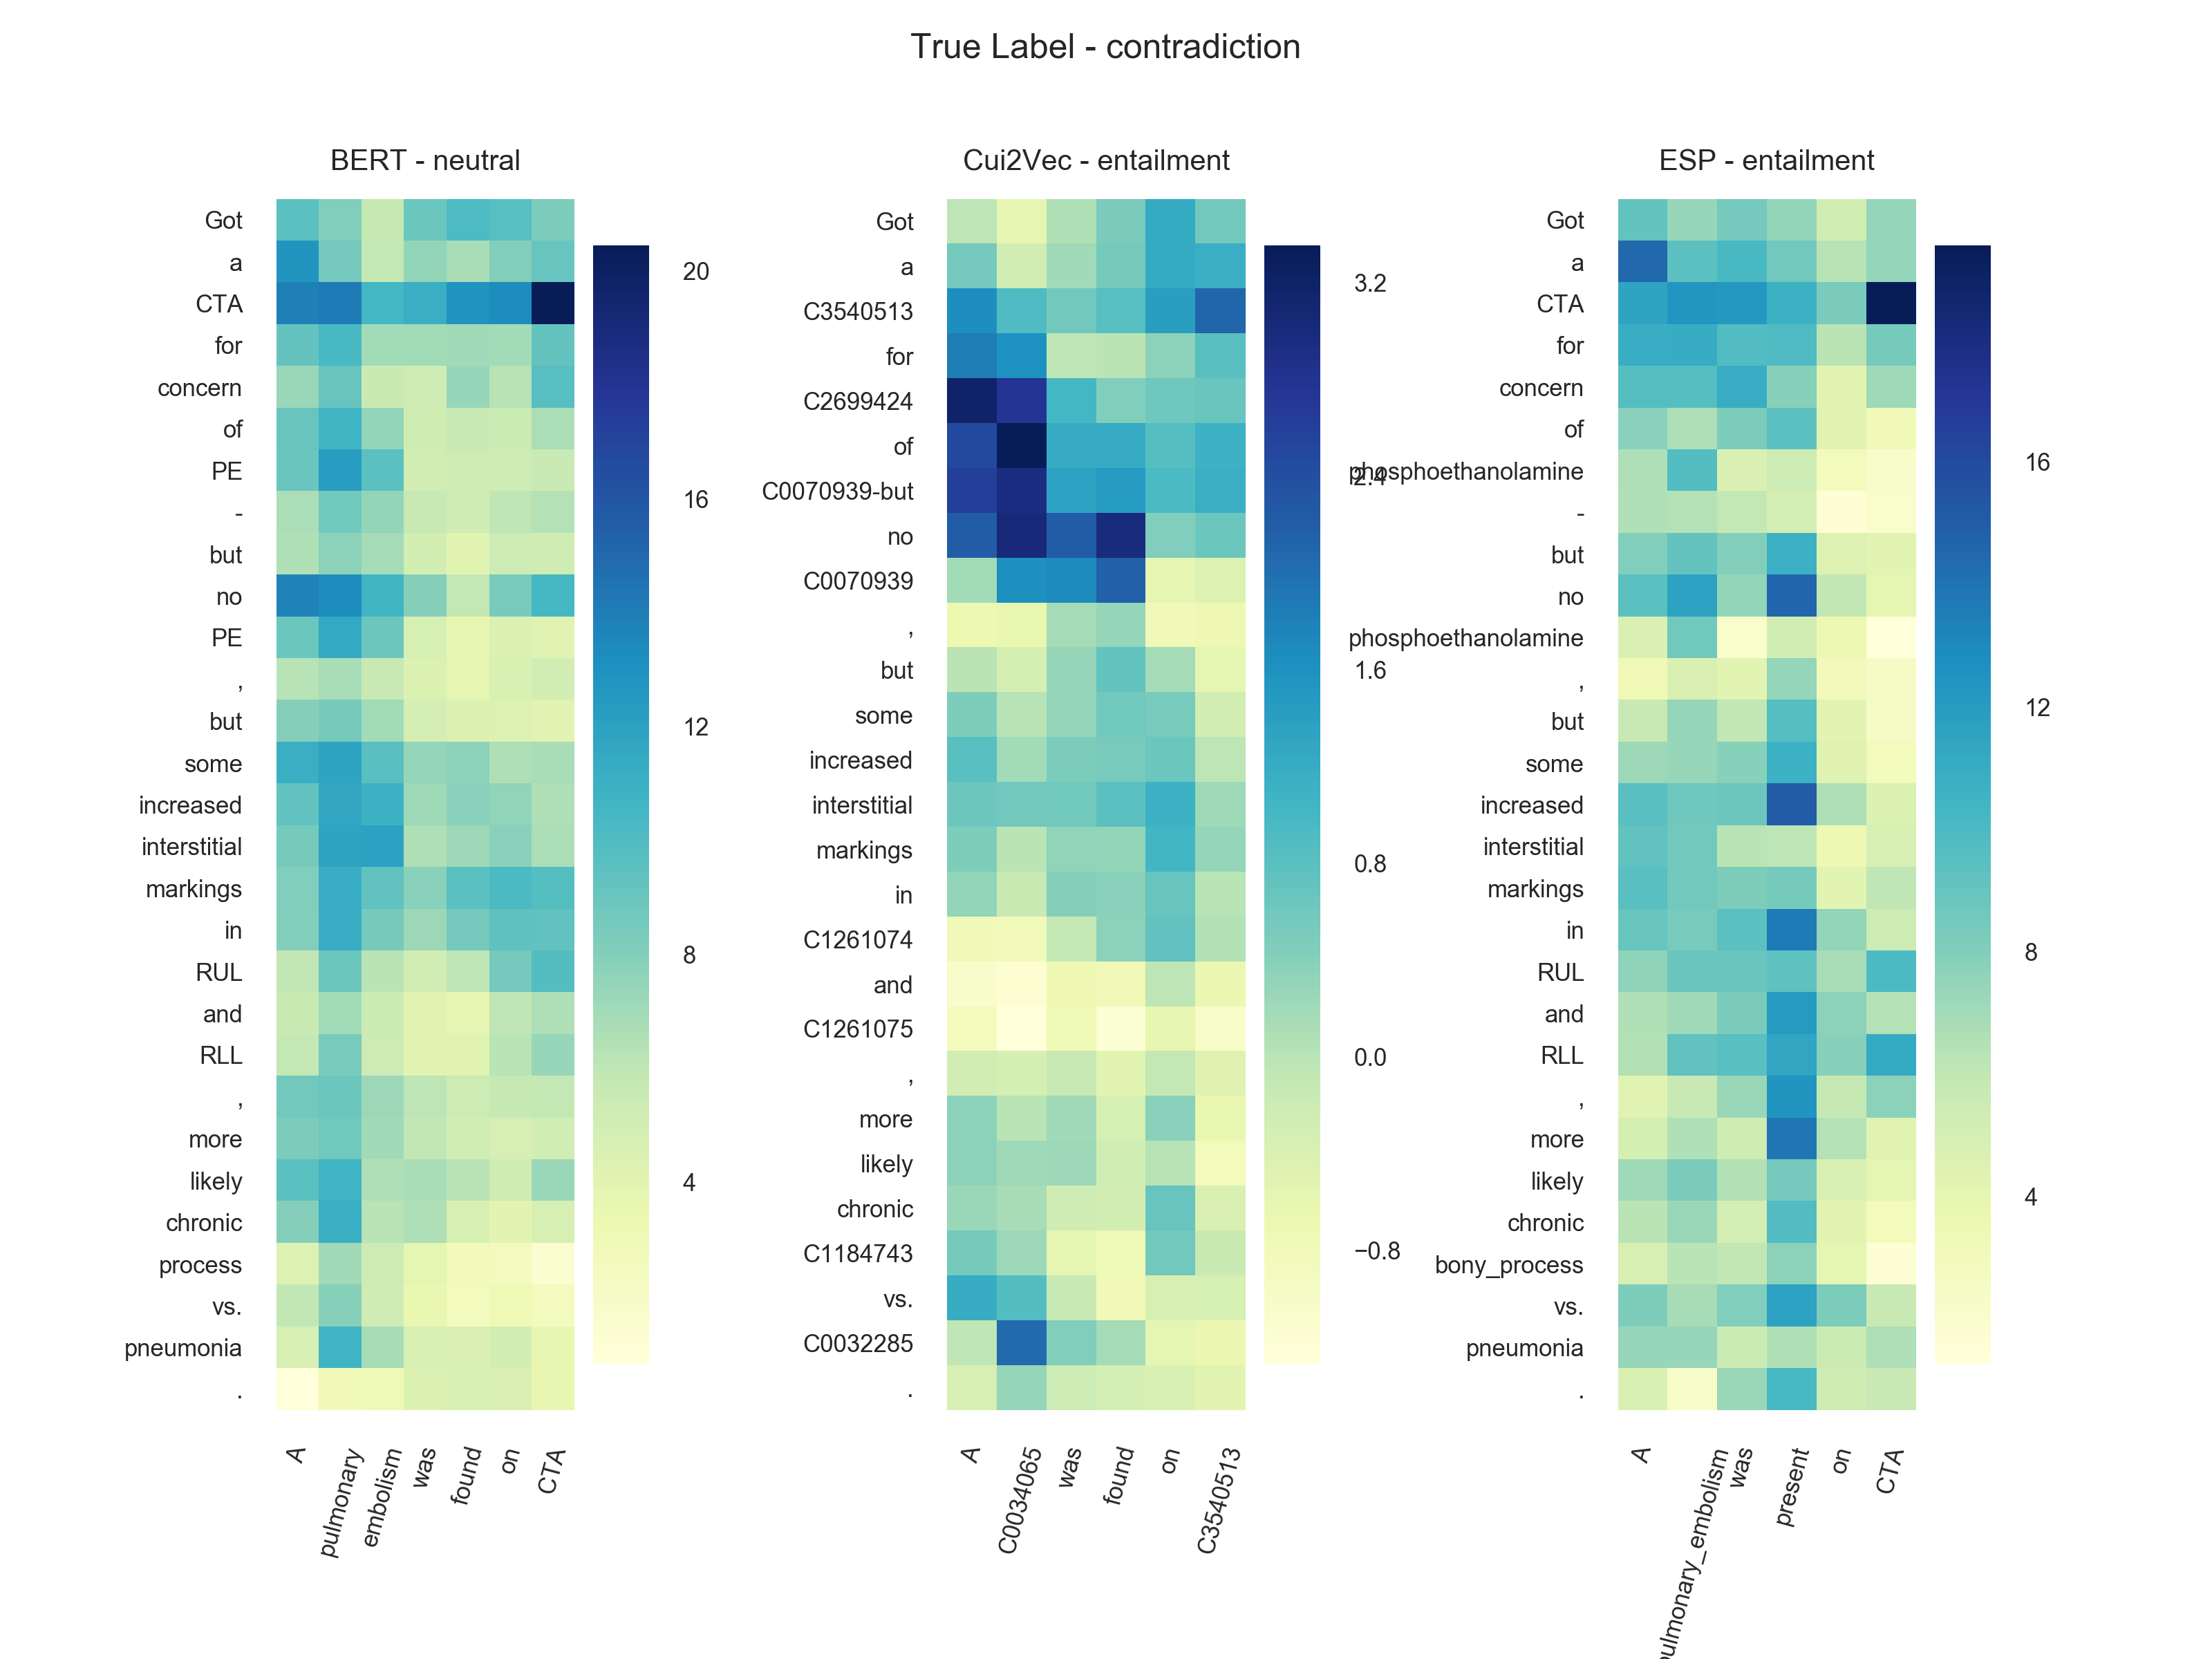 True Label - contradiction
BERT - neutral
Got
a
CTA
for
concern
of
PE
-
but
no
PE
,
but
some
increased
interstitial
markings
in
RUL
and
RLL
,
more
likely
chronic
process
vs.
pneumonia
.
A
pulmonary
embolism
was
found
on
CTA
20
16
12
8
4
Cui2Vec - entailment
Got
a
C3540513
for
C2699424
of
C0070939-but
no
C0070939
,
but
some
increased
interstitial
markings
in
C1261074
and
C1261075
,
more
likely
chronic
C1184743
vs.
C0032285
.
A
C0034065
was
found
on
C3540513
3.2
2.4
1.6
0.8
0.0
−0.8
ESP - entailment
Got
a
CTA
for
concern
of
phosphoethanolamine
-
but
no
phosphoethanolamine
,
but
some
increased
interstitial
markings
in
RUL
and
RLL
,
more
likely
chronic
bony_process
vs.
pneumonia
.
A
pulmonary_embolism
was
present
on
CTA
16
12
8
4